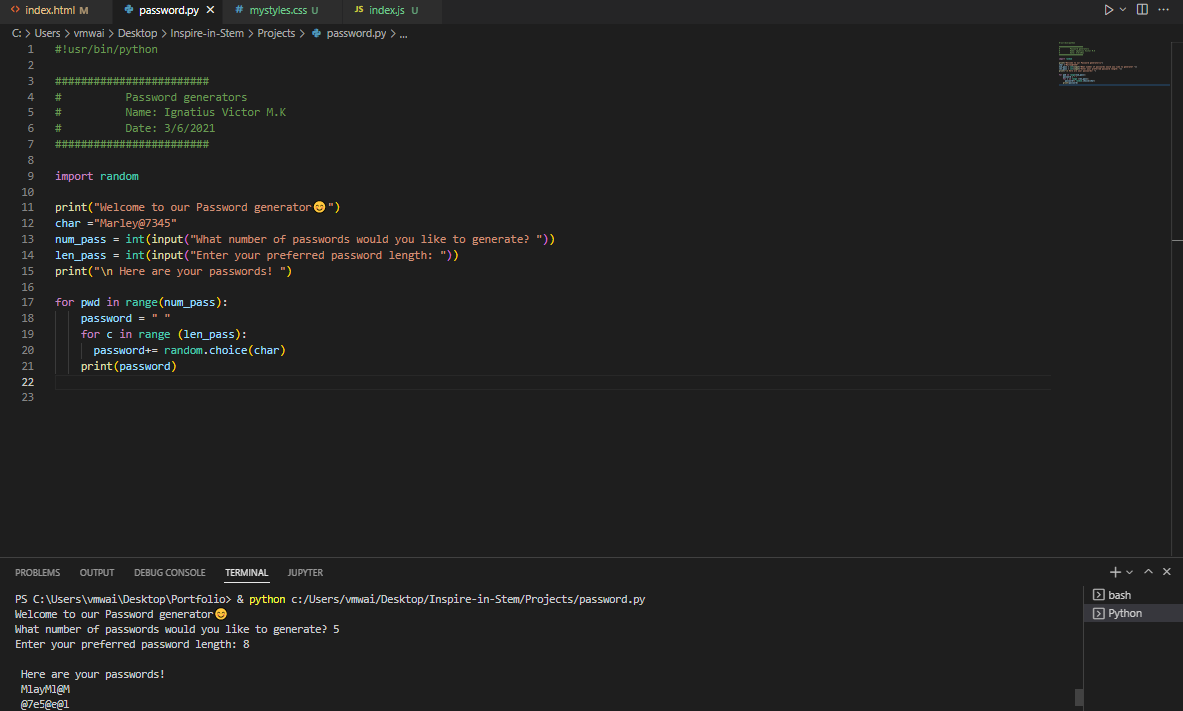 index.html M password.py mystyles.css U index.js U
C: > Users > vmwai > Desktop > Inspire-in-Stem > Projects > password.py > ...
1 #!usr/bin/python
2
3 ########################
4 # Password generators
5 # Name: Ignatius Victor M.K
6 # Date: 3/6/2021
7 ########################
8
9 import random
10
11 print("Welcome to our Password generator😊")
12 char ="Marley@7345"
13 num_pass = int(input("What number of passwords would you like to generate? "))
14 len_pass = int(input("Enter your preferred password length: "))
15 print("\n Here are your passwords! ")
16
17 for pwd in range(num_pass):
18     password = " "
19     for c in range (len_pass):
20       password+= random.choice(char)
21     print(password)
22
23
PROBLEMS OUTPUT DEBUG CONSOLE TERMINAL JUPYTER
PS C:\Users\vmwai\Desktop\Portfolio> & python c:/Users/vmwai/Desktop/Inspire-in-Stem/Projects/password.py
Welcome to our Password generator😊
What number of passwords would you like to generate? 5
Enter your preferred password length: 8

Here are your passwords!
MlayMl@M
@7e5@e@l
bash
Python